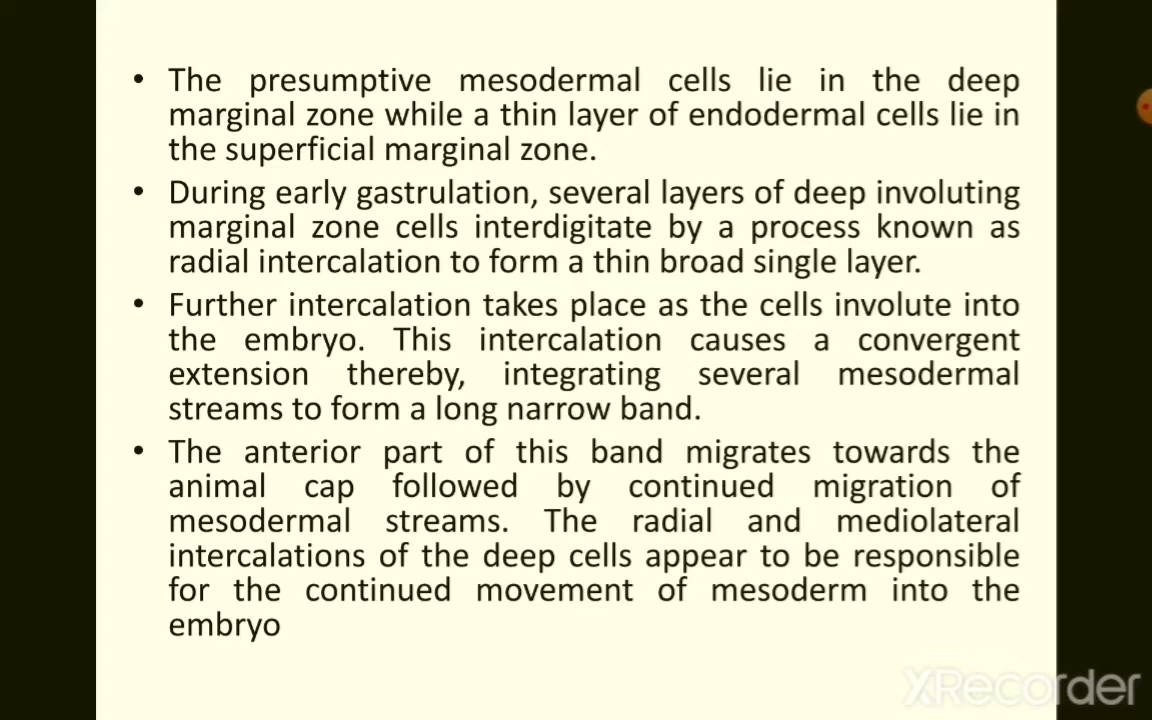 • The presumptive mesodermal cells lie in the deep
marginal zone while a thin layer of endodermal cells lie in
the superficial marginal zone.
• During early gastrulation, several layers of deep involuting
marginal zone cells interdigitate by a process known as
radial intercalation to form a thin broad single layer.
• Further intercalation takes place as the cells involute into
the embryo. This intercalation causes a convergent
extension thereby, integrating several mesodermal
streams to form a long narrow band.
• The anterior part of this band migrates towards the
animal cap followed by continued migration of
mesodermal streams. The radial and mediolateral
intercalations of the deep cells appear to be responsible
for the continued movement of mesoderm into the
embryo
XRecorder